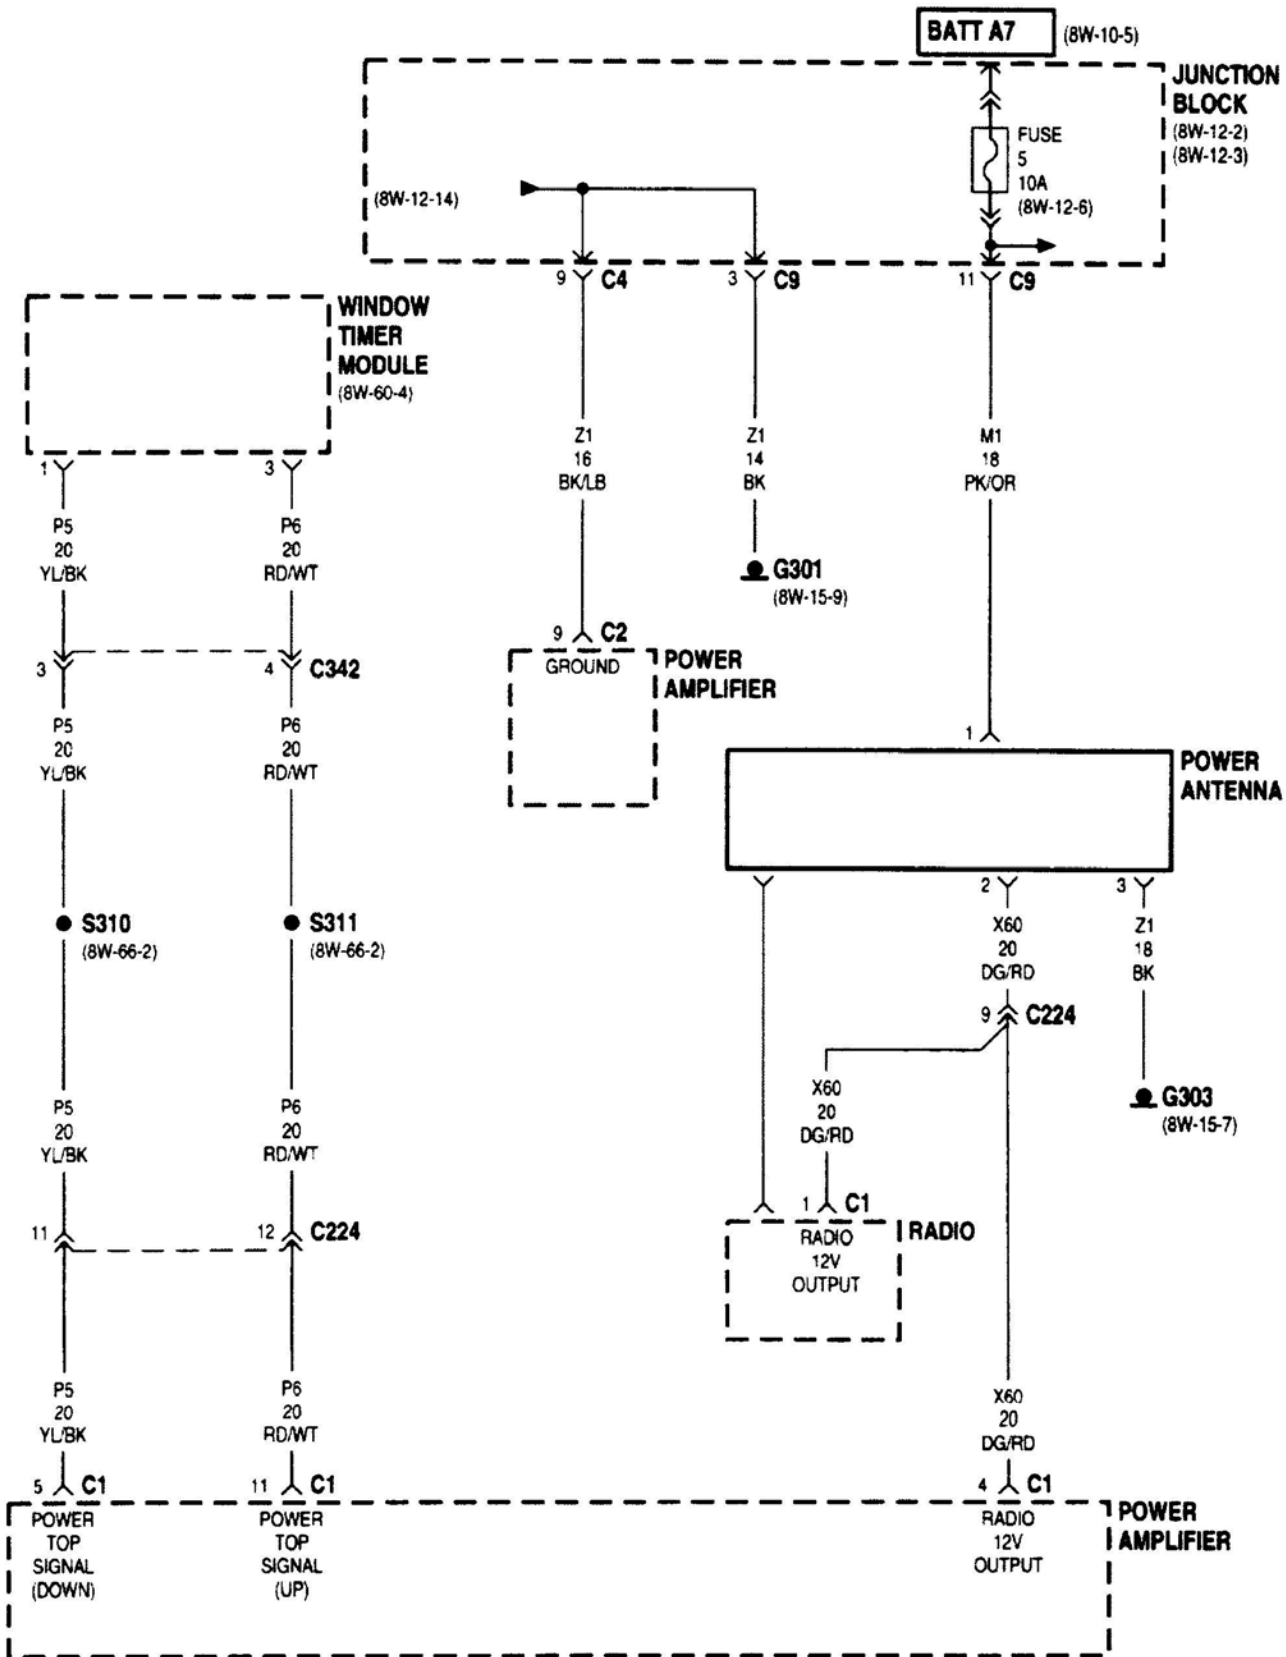 BATT A7 (8W-10-5)
JUNCTION
BLOCK
(8W-12-2)
(8W-12-3)
FUSE
5
10A
(8W-12-6)
(8W-12-14)
9 C4
3 C9
11 C9
WINDOW
TIMER
MODULE
(8W-60-4)
1
3
Z1
16
BK/LB
Z1
14
BK
M1
18
PK/OR
P5
20
YL/BK
P6
20
RD/WT
G301
(8W-15-9)
9 C2
GROUND
POWER
AMPLIFIER
3
4 C342
P5
20
YL/BK
P6
20
RD/WT
1
POWER
ANTENNA
2
3
S310
(8W-66-2)
S311
(8W-66-2)
X60
20
DG/RD
Z1
18
BK
9 C224
X60
20
DG/RD
G303
(8W-15-7)
P5
20
YL/BK
P6
20
RD/WT
1 C1
RADIO
RADIO
12V
OUTPUT
11
12 C224
P5
20
YL/BK
P6
20
RD/WT
X60
20
DG/RD
5 C1
11 C1
4 C1
POWER
TOP
SIGNAL
(DOWN)
POWER
TOP
SIGNAL
(UP)
RADIO
12V
OUTPUT
POWER
AMPLIFIER